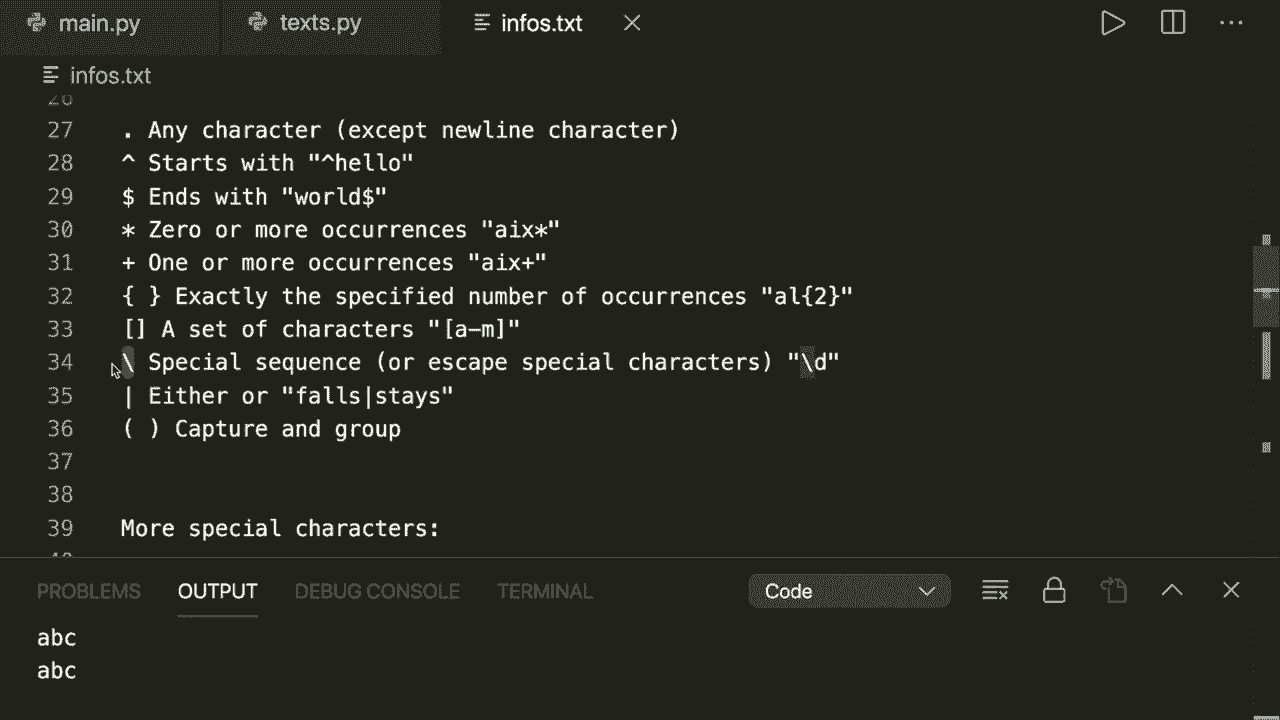 main.py texts.py infos.txt
infos.txt
27 . Any character (except newline character)
28 ^ Starts with "^hello"
29 $ Ends with "world$"
30 * Zero or more occurrences "aix*"
31 + One or more occurrences "aix+"
32 { } Exactly the specified number of occurrences "al{2}"
33 [] A set of characters "[a-m]"
34 \ Special sequence (or escape special characters) "\d"
35 | Either or "falls|stays"
36 ( ) Capture and group
37
38
39 More special characters:
PROBLEMS OUTPUT DEBUG CONSOLE TERMINAL Code
abc
abc